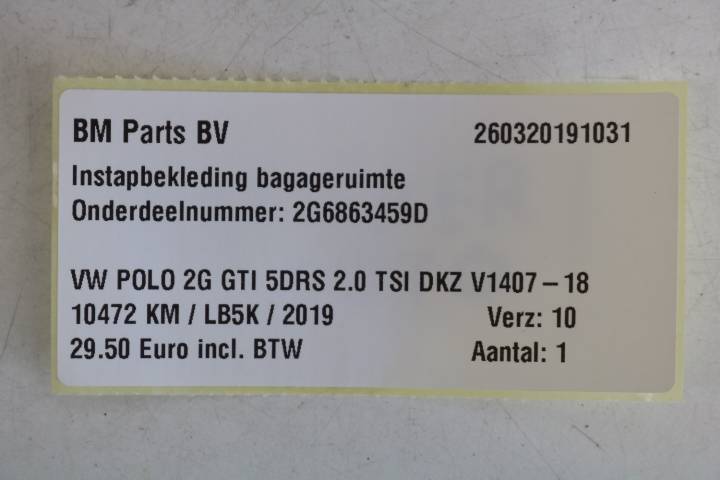 BM Parts BV 260320191031
Instapbekleding bagageruimte
Onderdeelnummer: 2G6863459D
VW POLO 2G GTI 5DRS 2.0 TSI DKZ V1407-18
10472 KM / LB5K / 2019 Verz: 10
29.50 Euro incl. BTW Aantal: 1